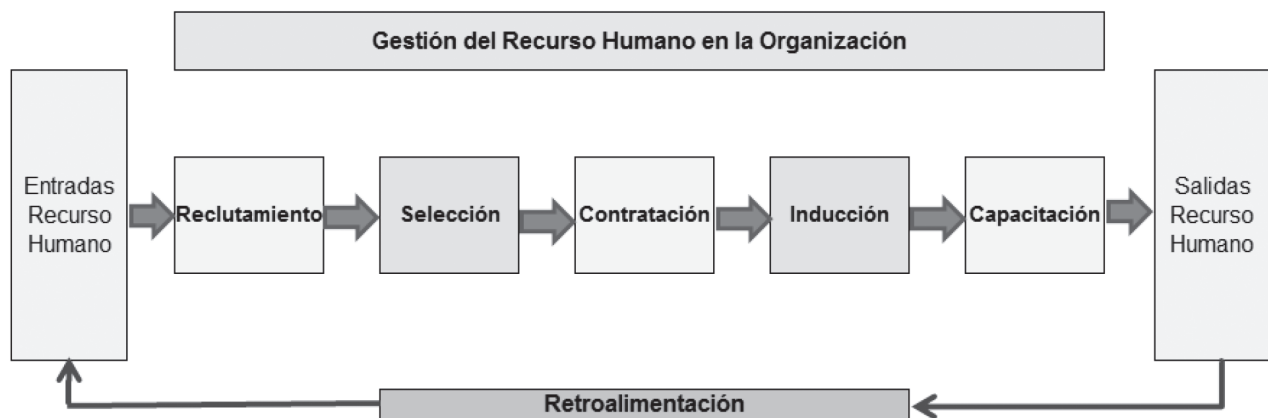 Gestión del Recurso Humano en la Organización
Entradas
Recurso
Humano
Reclutamiento
Selección
Contratación
Inducción
Capacitación
Salidas
Recurso
Humano
Retroalimentación